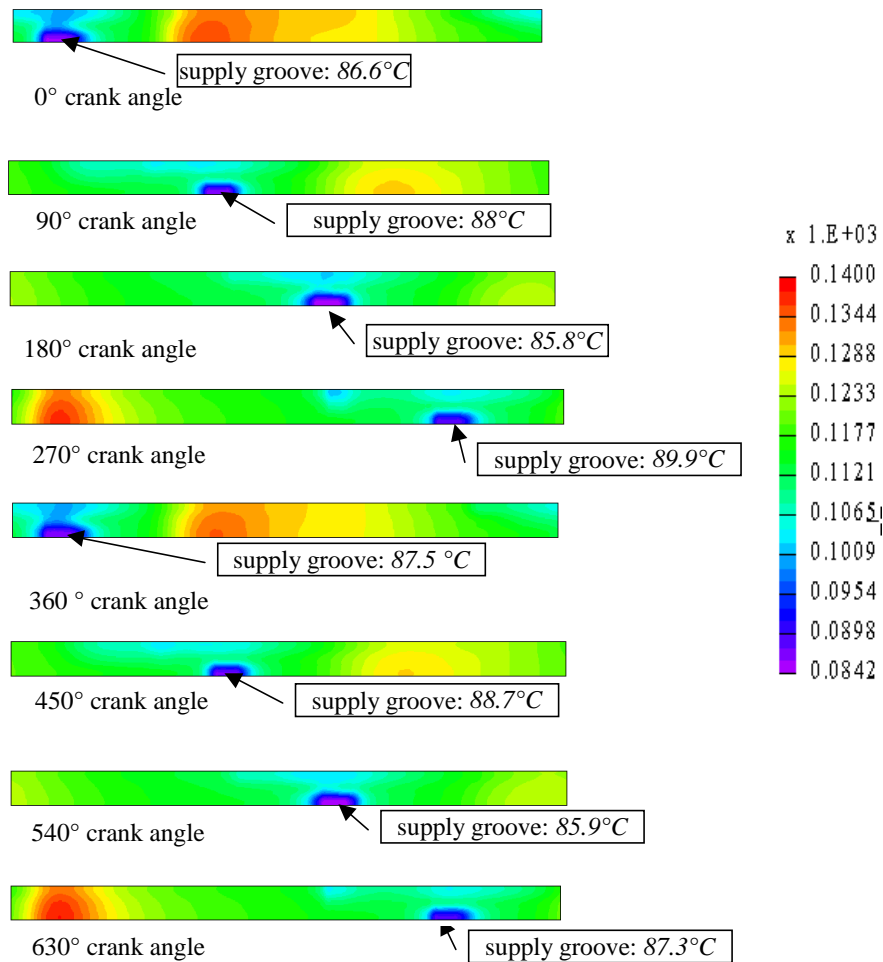 supply groove: 86.6°C
0° crank angle
90° crank angle
supply groove: 88°C
180° crank angle
supply groove: 85.8°C
270° crank angle
supply groove: 89.9°C
supply groove: 87.5 °C
360 ° crank angle
450° crank angle
supply groove: 88.7°C
540° crank angle
supply groove: 85.9°C
630° crank angle
supply groove: 87.3°C
x 1.E+03
0.1400
0.1344
0.1288
0.1233
0.1177
0.1121
0.1065
0.1009
0.0954
0.0898
0.0842